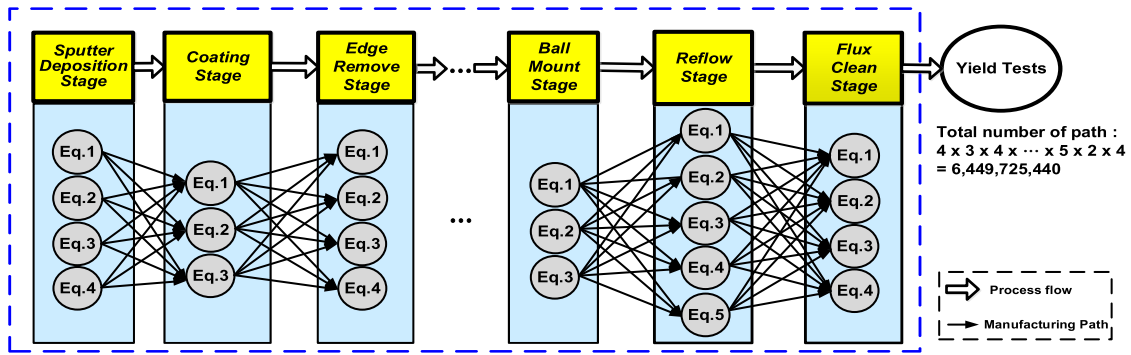 Sputter
Deposition
Stage
Coating
Stage
Edge
Remove
Stage
...
Ball
Mount
Stage
Reflow
Stage
Flux
Clean
Stage
Yield Tests
Eq.1
Eq.2
Eq.3
Eq.4
Eq.1
Eq.2
Eq.3
Eq.1
Eq.2
Eq.3
Eq.4
...
Eq.1
Eq.2
Eq.3
Eq.1
Eq.2
Eq.3
Eq.4
Eq.5
Eq.1
Eq.2
Eq.3
Eq.4
Total number of path :
4 x 3 x 4 x ··· x 5 x 2 x 4
= 6,449,725,440
Process flow
Manufacturing Path